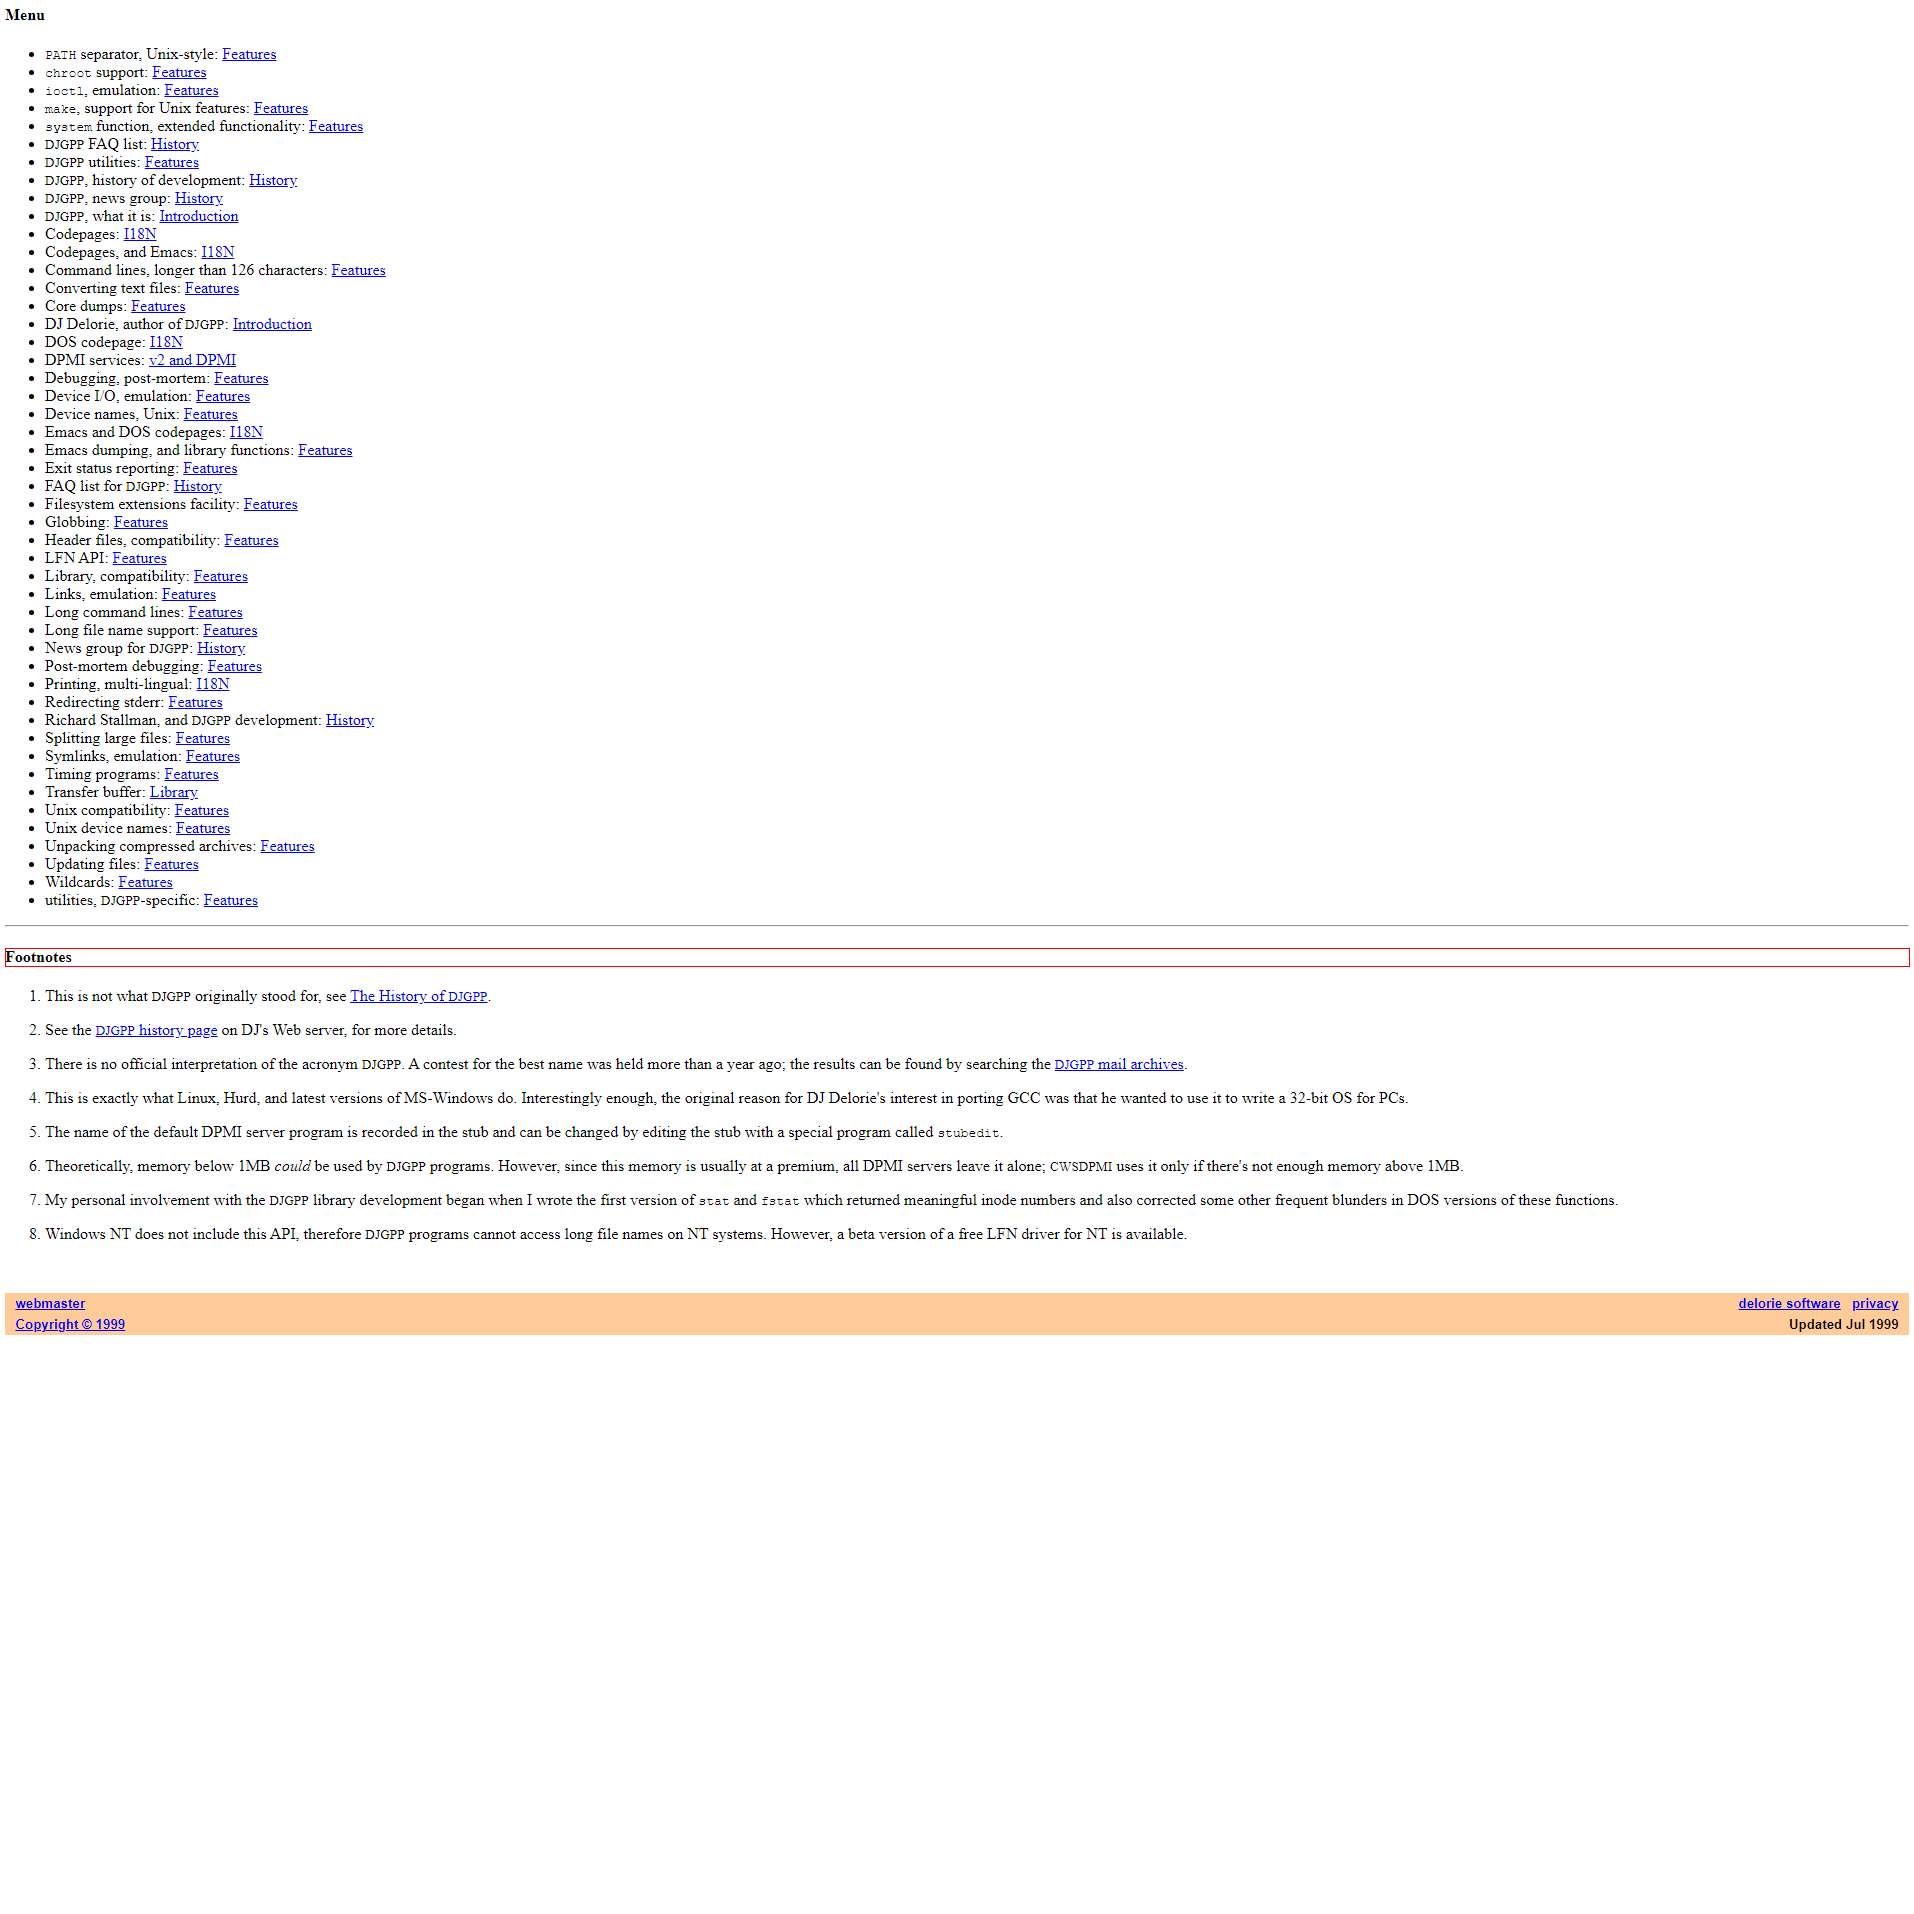 Menu
PATH separator, Unix-style: Features
chroot support: Features
ioctl, emulation: Features
make, support for Unix features: Features
system function, extended functionality: Features
DJGPP FAQ list: History
DJGPP utilities: Features
DJGPP, history of development: History
DJGPP, news group: History
DJGPP, what it is: Introduction
Codepages: I18N
Codepages, and Emacs: I18N
Command lines, longer than 126 characters: Features
Converting text files: Features
Core dumps: Features
DJ Delorie, author of DJGPP: Introduction
DOS codepage: I18N
DPMI services: v2 and DPMI
Debugging, post-mortem: Features
Device I/O, emulation: Features
Device names, Unix: Features
Emacs and DOS codepages: I18N
Emacs dumping, and library functions: Features
Exit status reporting: Features
FAQ list for DJGPP: History
Filesystem extensions facility: Features
Globbing: Features
Header files, compatibility: Features
LFN API: Features
Library, compatibility: Features
Links, emulation: Features
Long command lines: Features
Long file name support: Features
News group for DJGPP: History
Post-mortem debugging: Features
Printing, multi-lingual: I18N
Redirecting stderr: Features
Richard Stallman, and DJGPP development: History
Splitting large files: Features
Symlinks, emulation: Features
Timing programs: Features
Transfer buffer: Library
Unix compatibility: Features
Unix device names: Features
Unpacking compressed archives: Features
Updating files: Features
Wildcards: Features
utilities, DJGPP-specific: Features
Footnotes
1. This is not what DJGPP originally stood for, see The History of DJGPP.
2. See the DJGPP history page on DJ's Web server, for more details.
3. There is no official interpretation of the acronym DJGPP. A contest for the best name was held more than a year ago; the results can be found by searching the DJGPP mail archives.
4. This is exactly what Linux, Hurd, and latest versions of MS-Windows do. Interestingly enough, the original reason for DJ Delorie's interest in porting GCC was that he wanted to use it to write a 32-bit OS for PCs.
5. The name of the default DPMI server program is recorded in the stub and can be changed by editing the stub with a special program called stubedit.
6. Theoretically, memory below 1MB could be used by DJGPP programs. However, since this memory is usually at a premium, all DPMI servers leave it alone; CWSDPMI uses it only if there's not enough memory above 1MB.
7. My personal involvement with the DJGPP library development began when I wrote the first version of stat and fstat which returned meaningful inode numbers and also corrected some other frequent blunders in DOS versions of these functions.
8. Windows NT does not include this API, therefore DJGPP programs cannot access long file names on NT systems. However, a beta version of a free LFN driver for NT is available.
webmaster delorie software privacy
Copyright © 1999 Updated Jul 1999